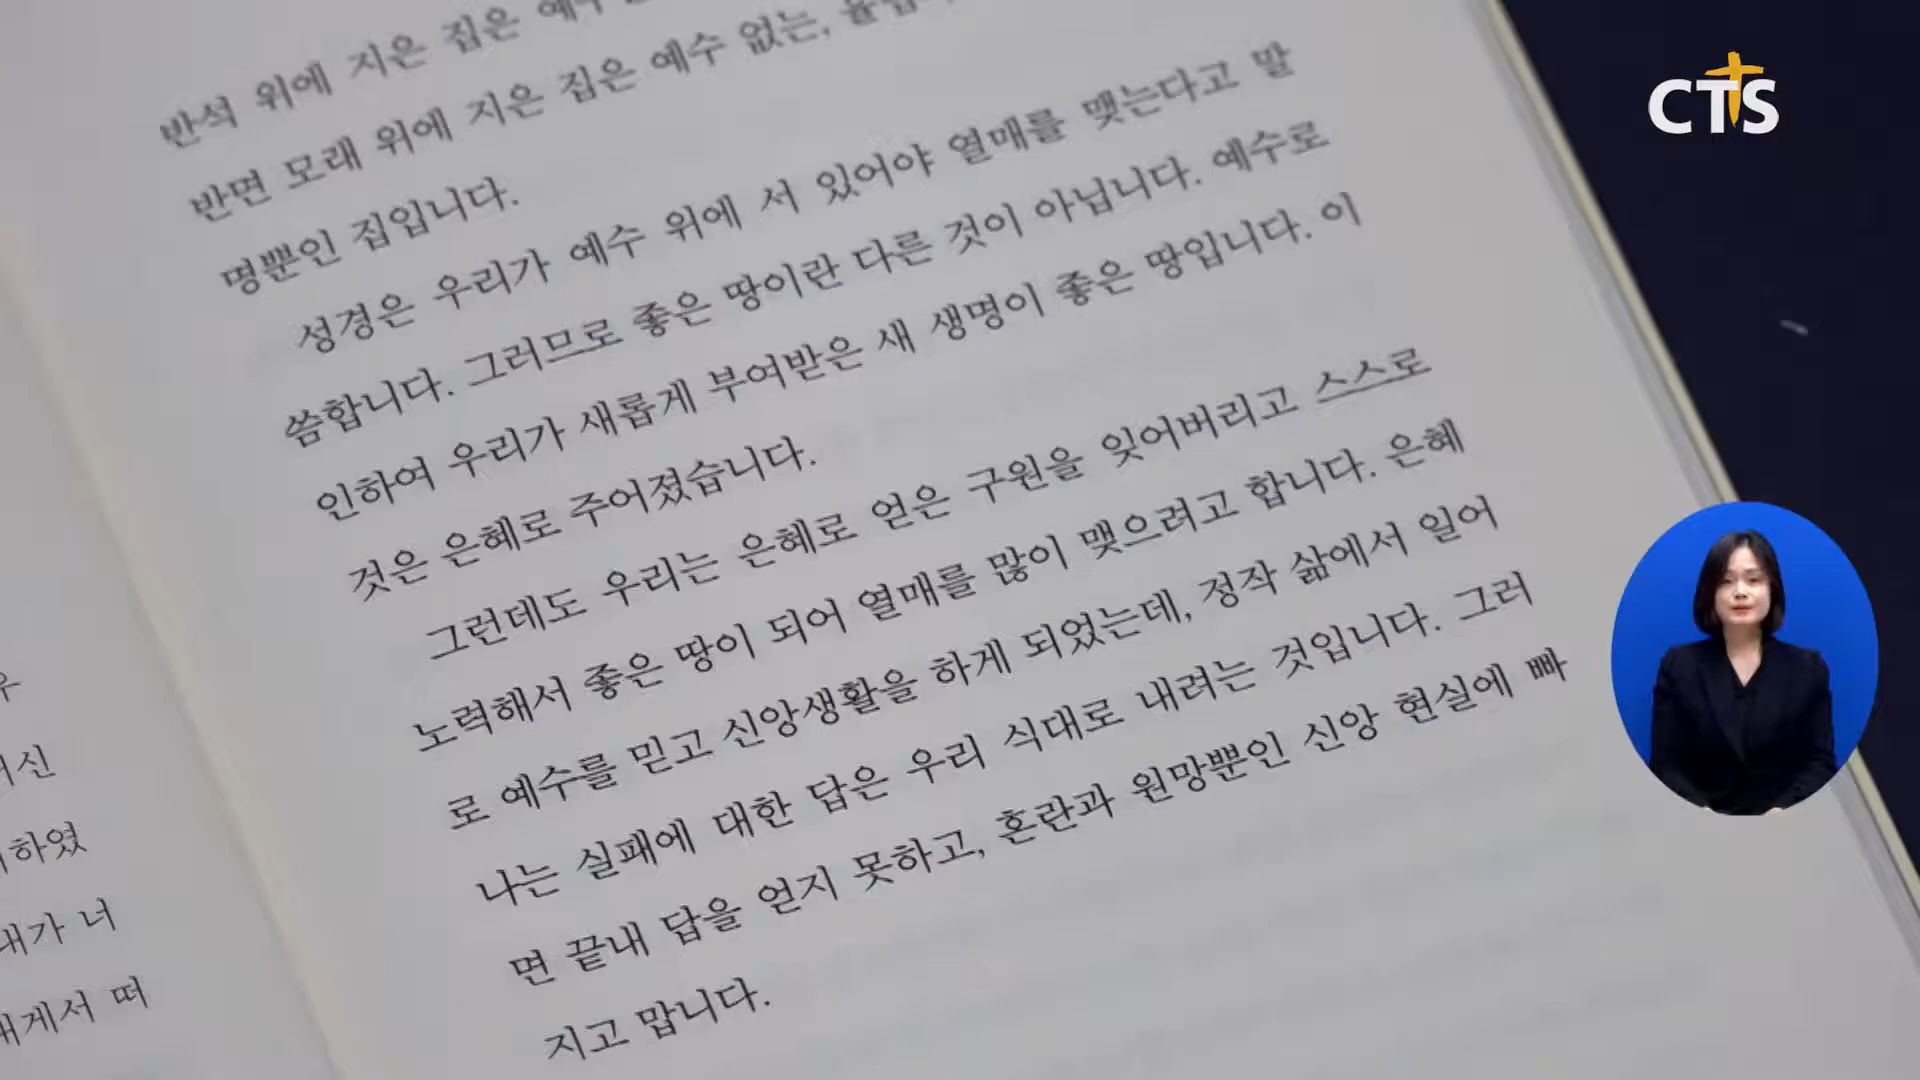 반석 위에 지은 집은
반면 모래 위에 지은 집은 예수 없는,
명뿐인 집입니다.
성경은 우리가 예수 위에 서 있어야 열매를 맺는다고 말
씀합니다. 그러므로 좋은 땅이란 다른 것이 아닙니다. 예수로
인하여 우리가 새롭게 부여받은 새 생명이 좋은 땅입니다. 이
것은 은혜로 주어졌습니다.
그런데도 우리는 은혜로 얻은 구원을 잊어버리고 스스로
노력해서 좋은 땅이 되어 열매를 많이 맺으려고 합니다. 은혜
로 예수를 믿고 신앙생활을 하게 되었는데, 정작 삶에서 일어
나는 실패에 대한 답은 우리 식대로 내려는 것입니다. 그러
면 끝내 답을 얻지 못하고, 혼란과 원망뿐인 신앙 현실에 빠
지고 맙니다.
하였
내가 너
내게서 떠
CTS